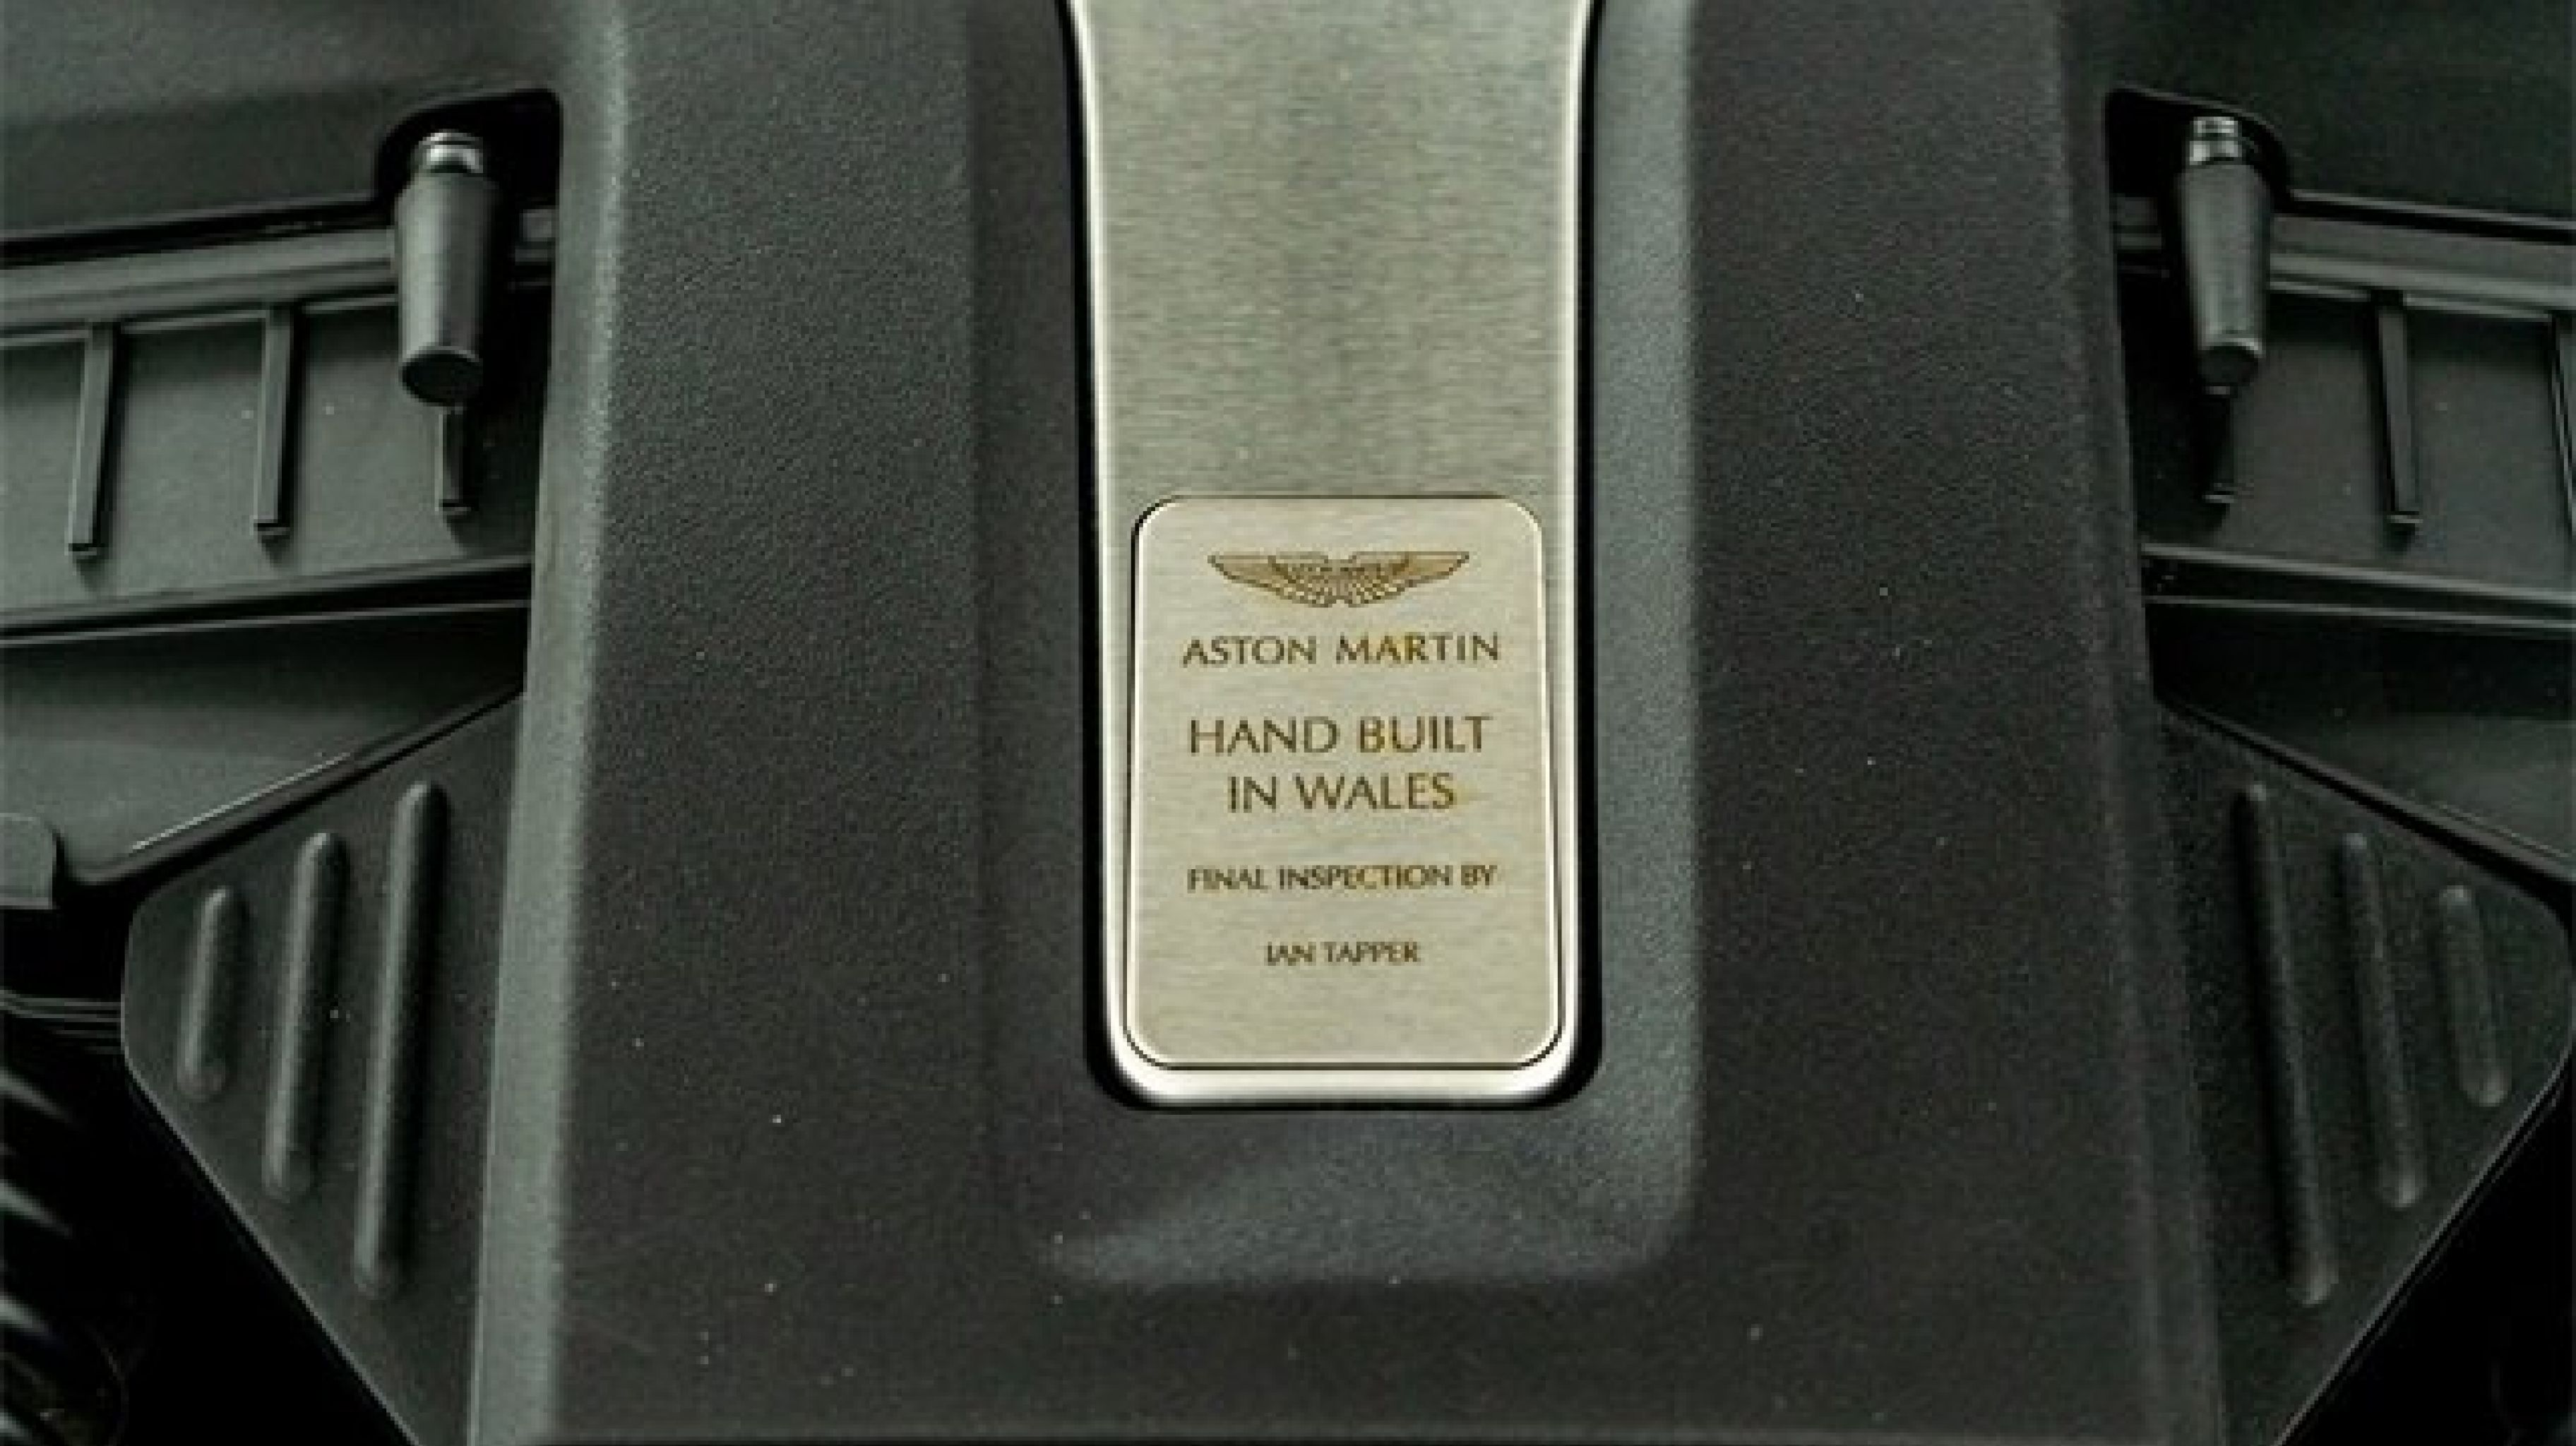 ASTON MARTIN
HAND BUILT
IN WALES
FINAL INSPECTION BY
IAN TAPPER